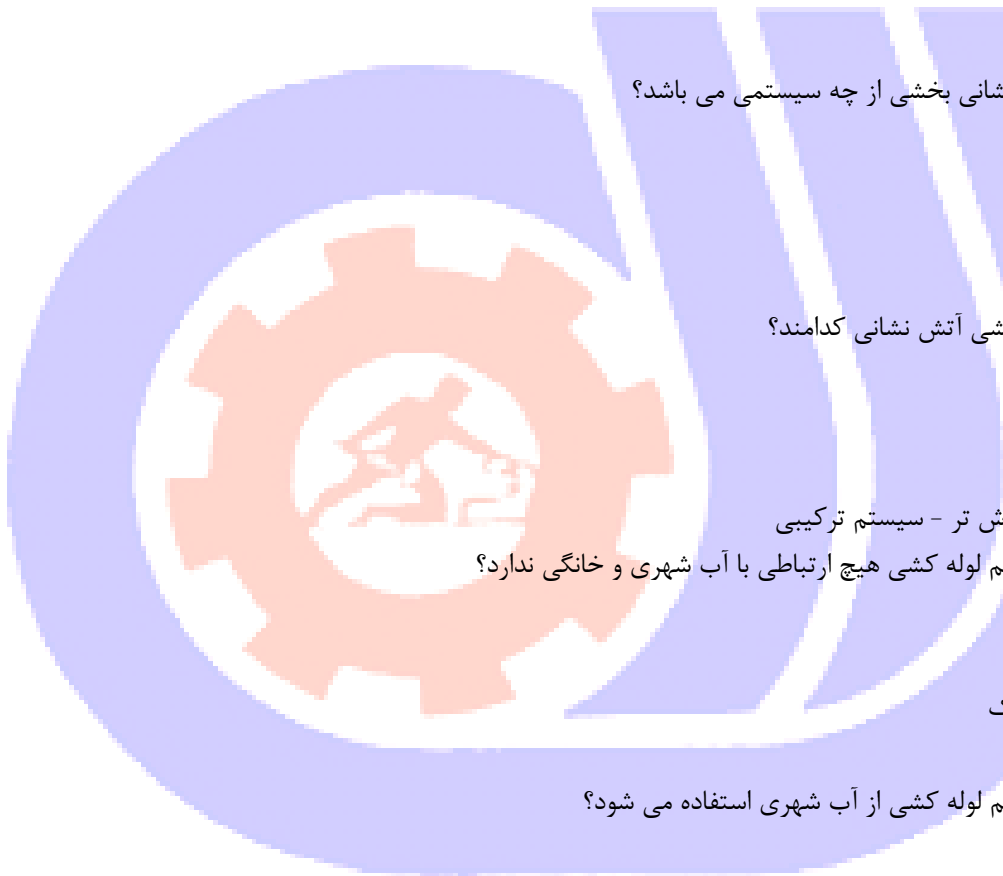 شانی بخشی از چه سیستمی می باشد؟
شی آتش نشانی کدامند؟
ش تر - سیستم ترکیبی
م لوله کشی هیچ ارتباطی با آب شهری و خانگی ندارد؟
ک
م لوله کشی از آب شهری استفاده می شود؟